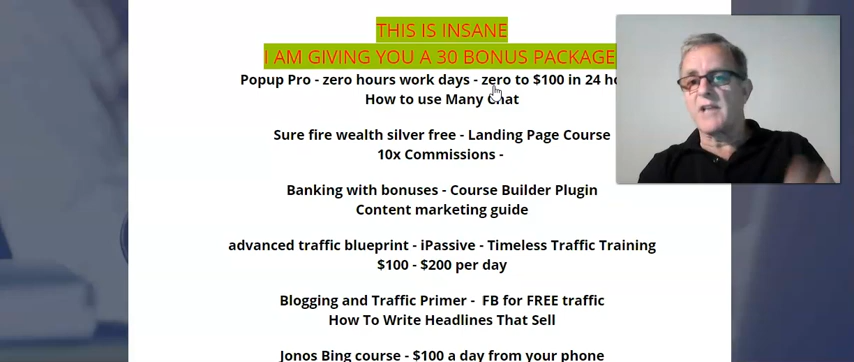 THIS IS INSANE
I AM GIVING YOU A 30 BONUS PACKAGE
Popup Pro - zero hours work days - zero to $100 in 24
How to use Many Chat
Sure fire wealth silver free - Landing Page Course
10x Commissions -
Banking with bonuses - Course Builder Plugin
Content marketing guide
advanced traffic blueprint - iPassive - Timeless Traffic Training
$100 - $200 per day
Blogging and Traffic Primer - FB for FREE traffic
How To Write Headlines That Sell
Jonos Bing course - $100 a day from your phone